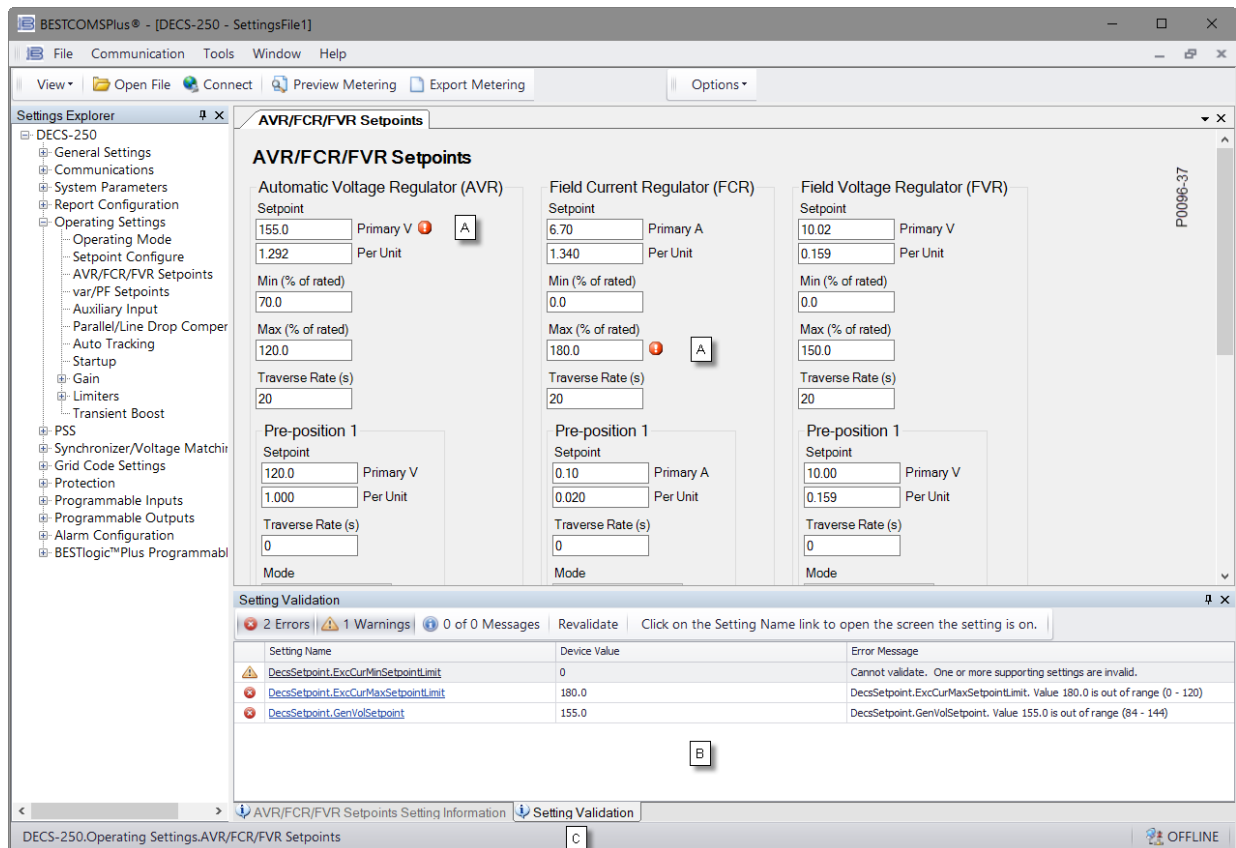 BESTCOMSPlus® - [DECS-250 - SettingsFile1]
File Communication Tools Window Help
View Open File Connect Preview Metering Export Metering Options
Settings Explorer
DECS-250
General Settings
Communications
System Parameters
Report Configuration
Operating Settings
Operating Mode
Setpoint Configure
AVR/FCR/FVR Setpoints
var/PF Setpoints
Auxiliary Input
Parallel/Line Drop Comper
Auto Tracking
Startup
Gain
Limiters
Transient Boost
PSS
Synchronizer/Voltage Matchin
Grid Code Settings
Protection
Programmable Inputs
Programmable Outputs
Alarm Configuration
BESTlogic™Plus Programmabl
AVR/FCR/FVR Setpoints
AVR/FCR/FVR Setpoints
P0096-37
Automatic Voltage Regulator (AVR)
Setpoint
155.0 Primary V A
1.292 Per Unit
Min (% of rated)
70.0
Max (% of rated)
120.0
Traverse Rate (s)
20
Pre-position 1
Setpoint
120.0 Primary V
1.000 Per Unit
Traverse Rate (s)
0
Mode
Field Current Regulator (FCR)
Setpoint
6.70 Primary A
1.340 Per Unit
Min (% of rated)
0.0
Max (% of rated)
180.0 A
Traverse Rate (s)
20
Pre-position 1
Setpoint
0.10 Primary A
0.020 Per Unit
Traverse Rate (s)
0
Mode
Field Voltage Regulator (FVR)
Setpoint
10.02 Primary V
0.159 Per Unit
Min (% of rated)
0.0
Max (% of rated)
150.0
Traverse Rate (s)
20
Pre-position 1
Setpoint
10.00 Primary V
0.159 Per Unit
Traverse Rate (s)
0
Mode
Setting Validation
2 Errors 1 Warnings 0 of 0 Messages Revalidate Click on the Setting Name link to open the screen the setting is on.
Setting Name Device Value Error Message
DecsSetpoint.ExcCurMinSetpointLimit 0 Cannot validate. One or more supporting settings are invalid.
DecsSetpoint.ExcCurMaxSetpointLimit 180.0 DecsSetpoint.ExcCurMaxSetpointLimit. Value 180.0 is out of range (0 - 120)
DecsSetpoint.GenVolSetpoint 155.0 DecsSetpoint.GenVolSetpoint. Value 155.0 is out of range (84 - 144)
B
AVR/FCR/FVR Setpoints Setting Information Setting Validation
DECS-250.Operating Settings.AVR/FCR/FVR Setpoints C OFFLINE